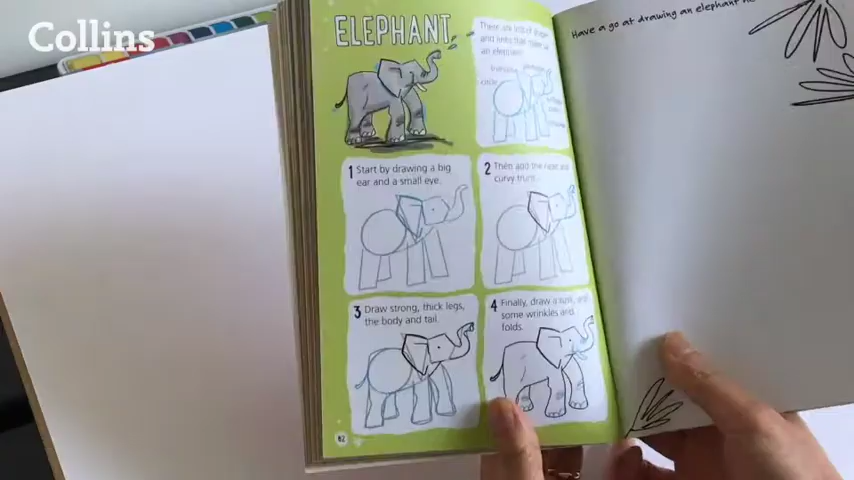 Collins
ELEPHANT
There are lots of shapes
and lines that make up
an elephant.
Have a go at drawing an elephant
1 Start by drawing a big
ear and a small eye.
2 Then add the head and
curvy trunk.
3 Draw strong, thick legs,
the body and tail.
4 Finally, draw a tusk, and
some wrinkles and
folds.
62